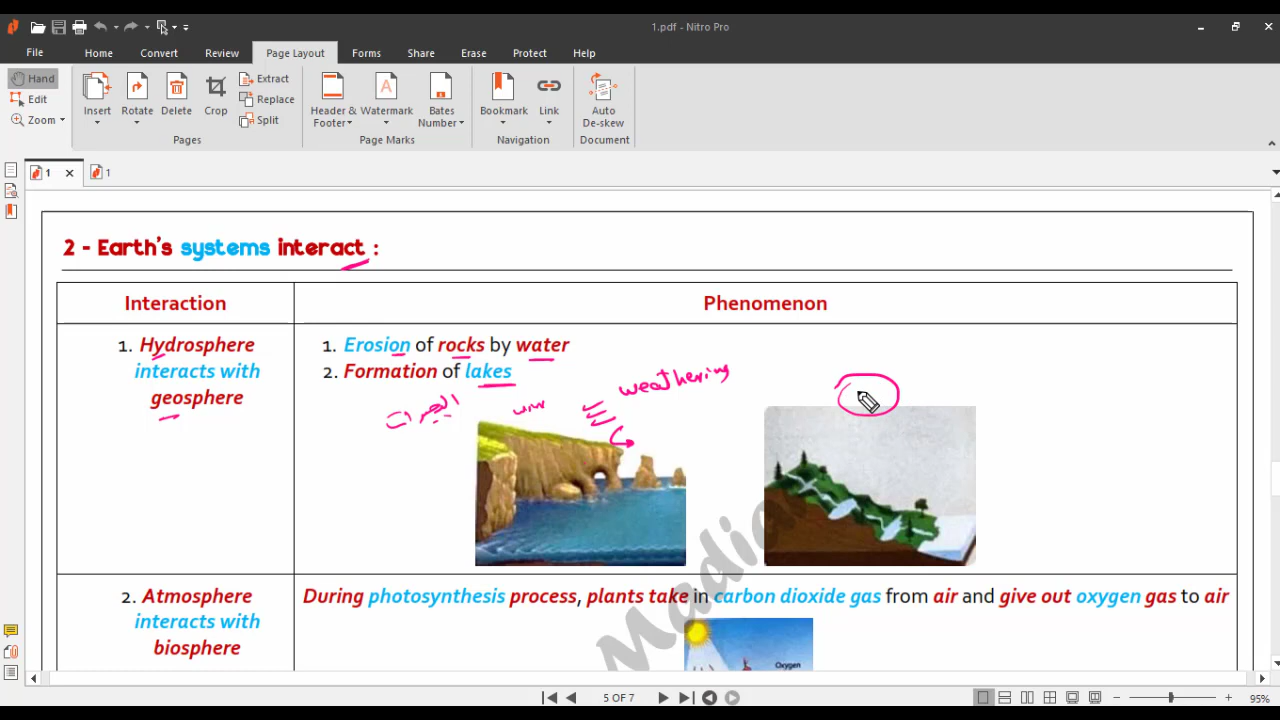 1.pdf - Nitro Pro
File Home Convert Review Page Layout Forms Share Erase Protect Help
Hand
Edit
Zoom
Insert Rotate Delete Crop
Extract
Replace
Split
Pages
Header & Footer
Watermark
Bates Number
Page Marks
Bookmark
Link
Navigation
Auto De-skew
Document
1
1
2 - Earth's systems interact :
Interaction
Phenomenon
1. Hydrosphere
interacts with
geosphere
1. Erosion of rocks by water
2. Formation of lakes
weathering
Madia
2. Atmosphere
interacts with
biosphere
During photosynthesis process, plants take in carbon dioxide gas from air and give out oxygen gas to air
Oxygen
5 OF 7
95%